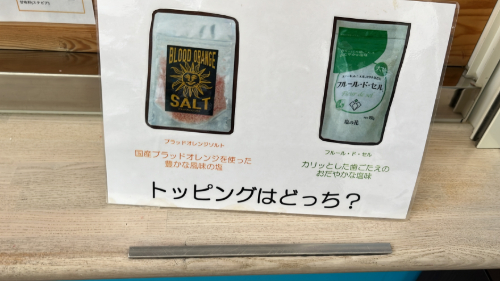 BLOOD ORANGE
SALT
フルール・ド・セル
塩の花
ブラッドオレンジソルト
国産ブラッドオレンジを使った
豊かな風味の塩
フルール・ド・セル
カリッとした歯ごたえの
おだやかな塩味
トッピングはどっち？